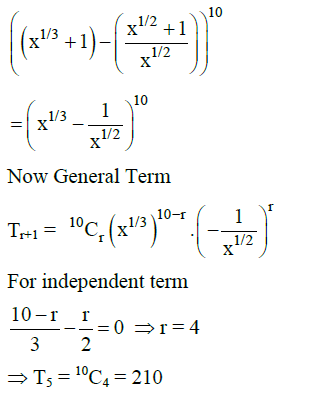 ((x^{1/3} + 1) − ((x^{1/2} + 1)/x^{1/2}))^{10}
= (x^{1/3} − 1/x^{1/2})^{10}
Now General Term
T_{r+1} = ^{10}C_r (x^{1/3})^{10−r} . (−1/x^{1/2})^r
For independent term
(10 − r)/3 − r/2 = 0 ⇒ r = 4
⇒ T_5 = ^{10}C_4 = 210